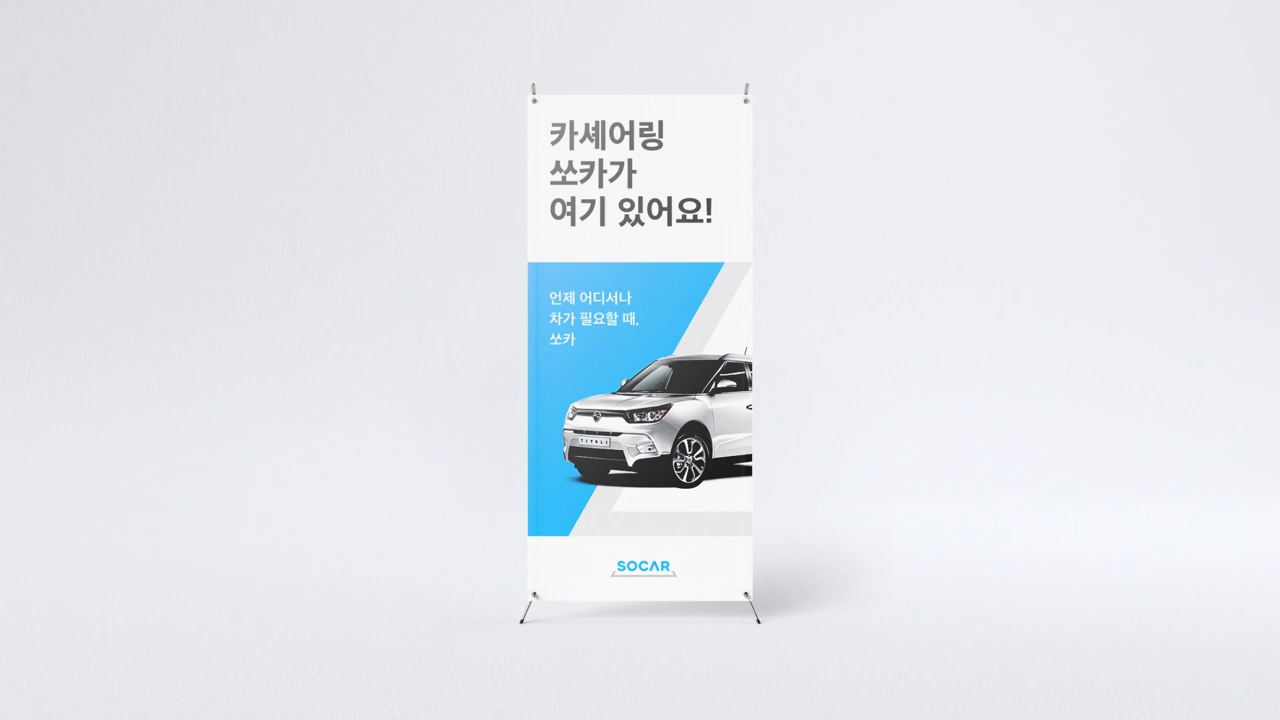 카셰어링
쏘카가
여기 있어요!
언제 어디서나
차가 필요할 때,
쏘카
TIVOLI
SOCAR